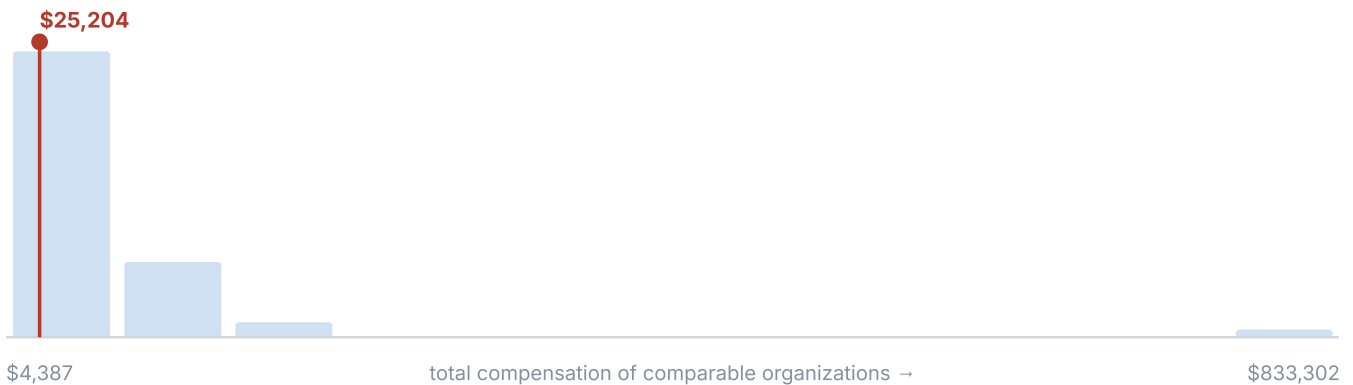 $25,204
$4,387 total compensation of comparable organizations → $833,302